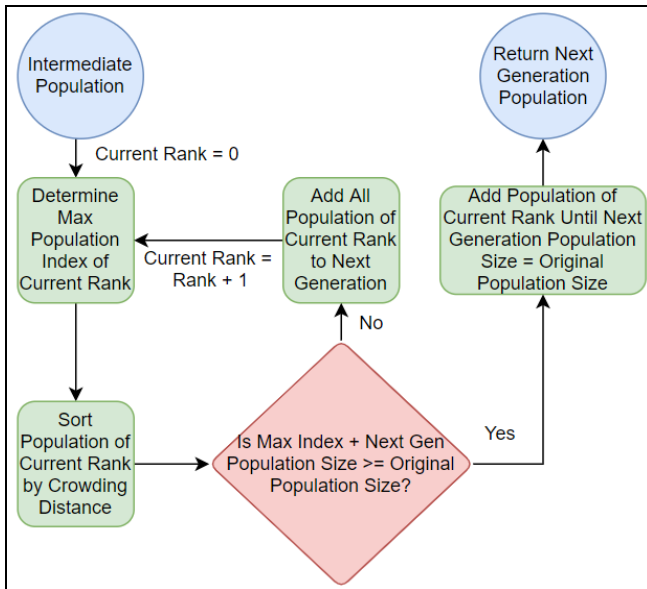 Intermediate
Population
Return Next
Generation
Population
Current Rank = 0
Determine
Max
Population
Index of
Current Rank
Add All
Population of
Current Rank
to Next
Generation
Add Population of
Current Rank Until Next
Generation Population
Size = Original
Population Size
Current Rank =
Rank + 1
No
Sort
Population of
Current Rank
by Crowding
Distance
Is Max Index + Next Gen
Population Size >= Original
Population Size?
Yes